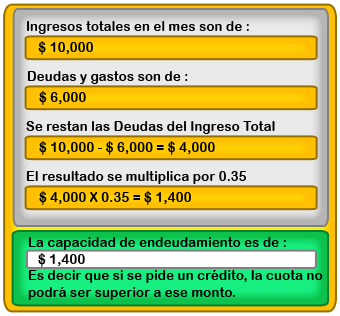 Ingresos totales en el mes son de :
$ 10,000
Deudas y gastos son de :
$ 6,000
Se restan las Deudas del Ingreso Total
$ 10,000 - $ 6,000 = $ 4,000
El resultado se multiplica por 0.35
$ 4,000 X 0.35 = $ 1,400
La capacidad de endeudamiento es de :
$ 1,400
Es decir que si se pide un crédito, la cuota no
podrá ser superior a ese monto.